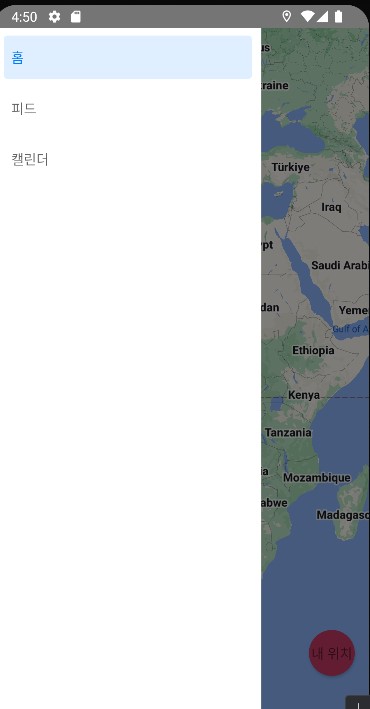 4:50
홈
피드
캘린더
us
raine
Türkiye
Iraq
ypt
Saudi Arabi
dan
Yeme
Gulf of A
Ethiopia
Kenya
Tanzania
ia
Mozambique
abwe
Madagasc
내 위치